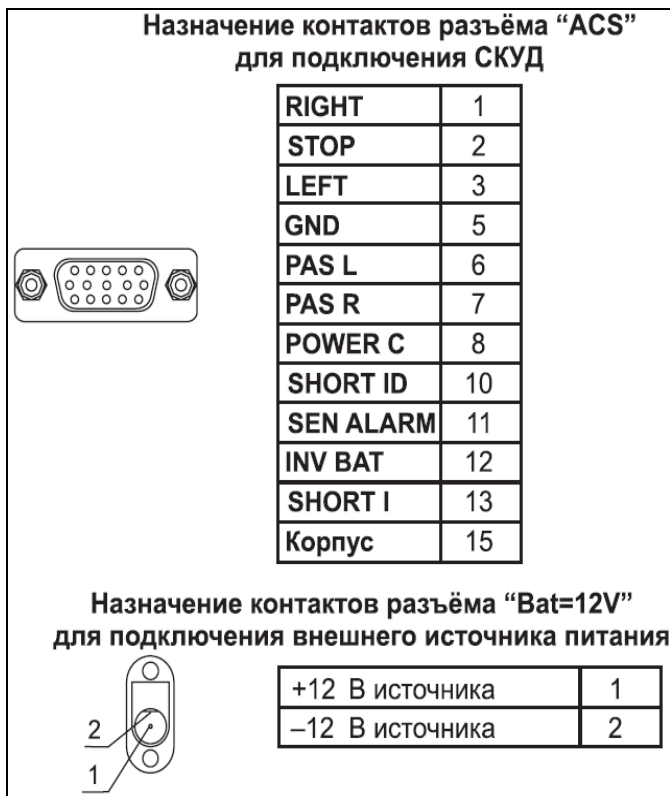 Назначение контактов разъёма “ACS”
для подключения СКУД
RIGHT 1
STOP 2
LEFT 3
GND 5
PAS L 6
PAS R 7
POWER C 8
SHORT ID 10
SEN ALARM 11
INV BAT 12
SHORT I 13
Корпус 15
Назначение контактов разъёма “Bat=12V”
для подключения внешнего источника питания
+12 В источника 1
–12 В источника 2
2
1